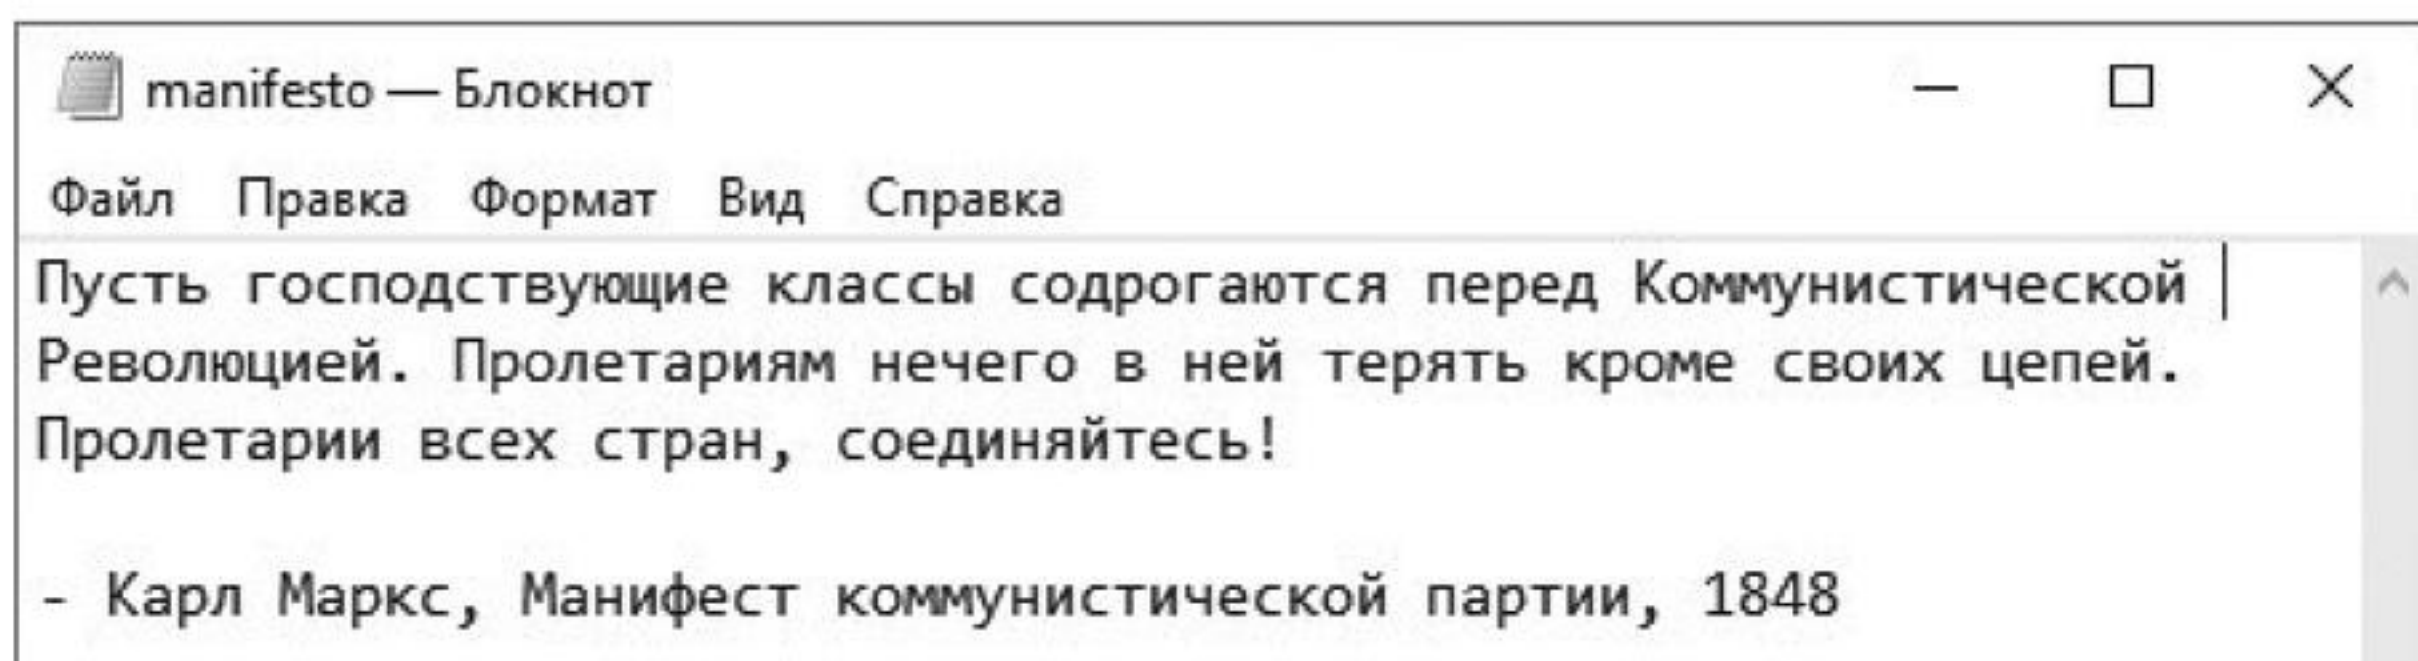 manifesto — Блокнот
Файл Правка Формат Вид Справка
Пусть господствующие классы содрогаются перед Коммунистической
Революцией. Пролетариям нечего в ней терять кроме своих цепей.
Пролетарии всех стран, соединяйтесь!
- Карл Маркс, Манифест коммунистической партии, 1848